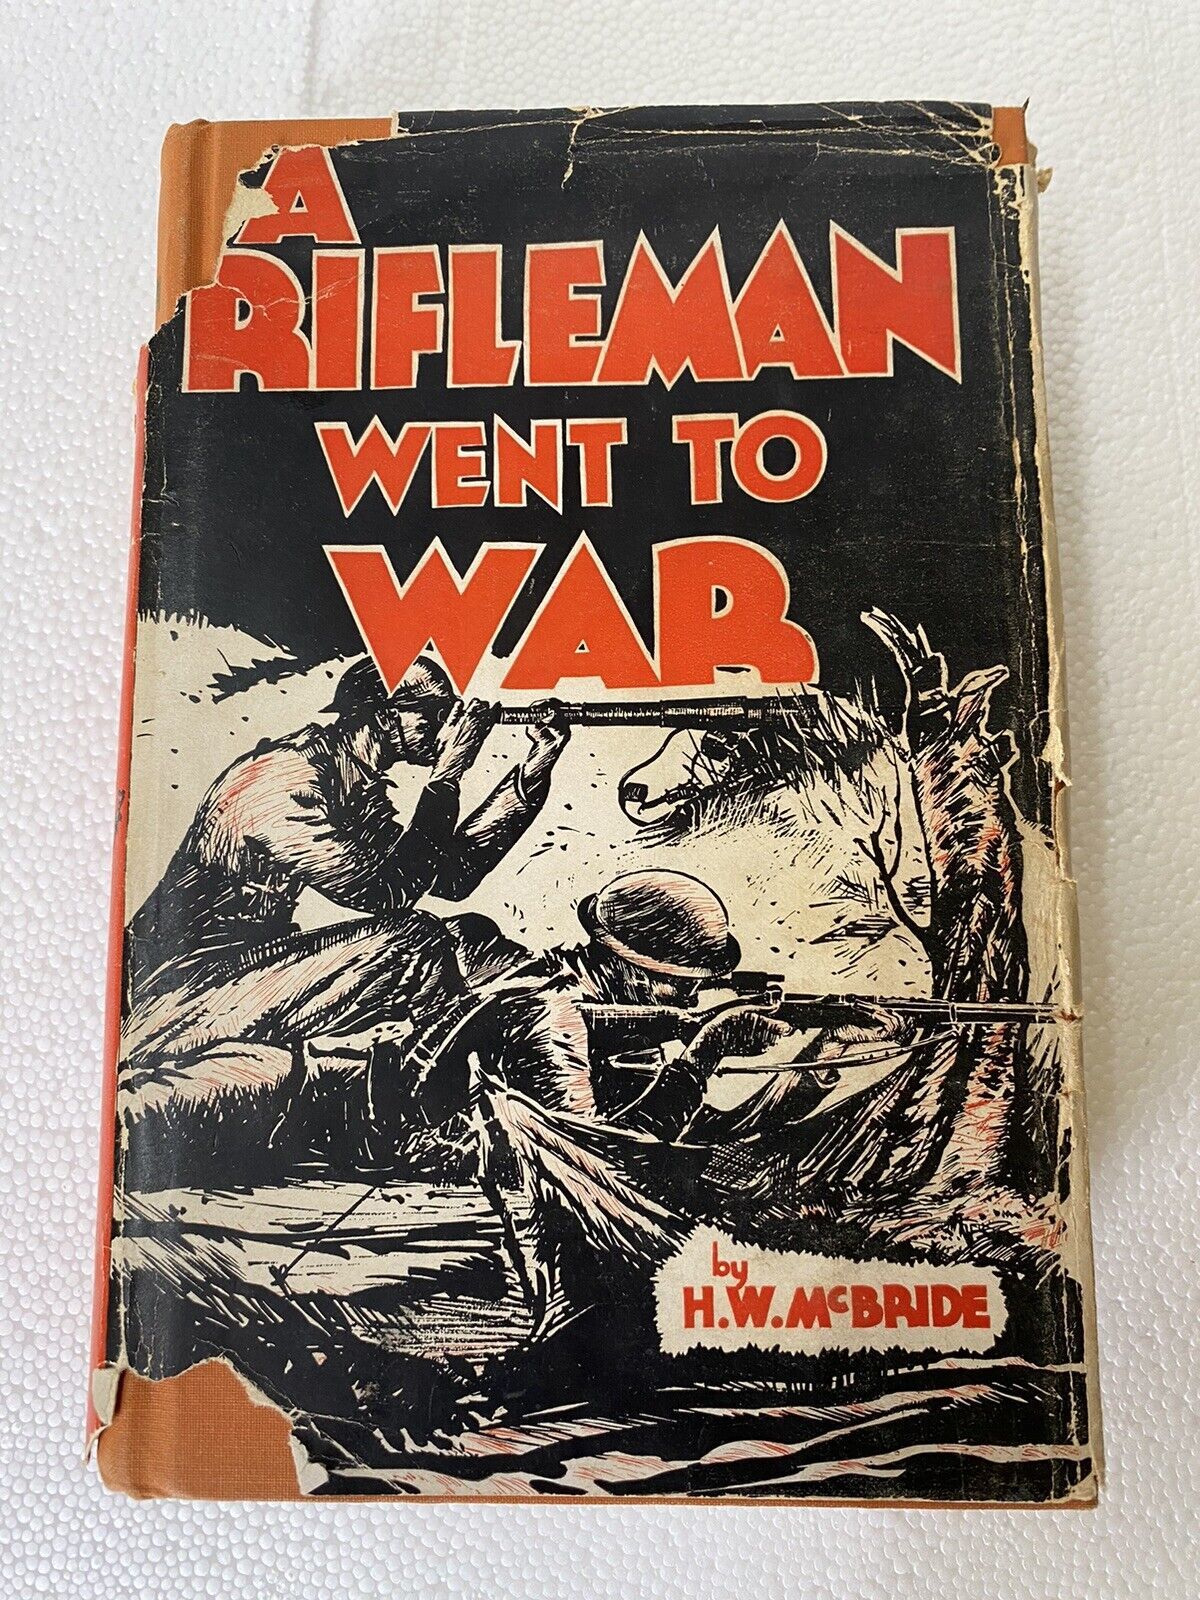 A
RIFLEMAN
WENT TO
WAR
by
H.W. McBRIDE